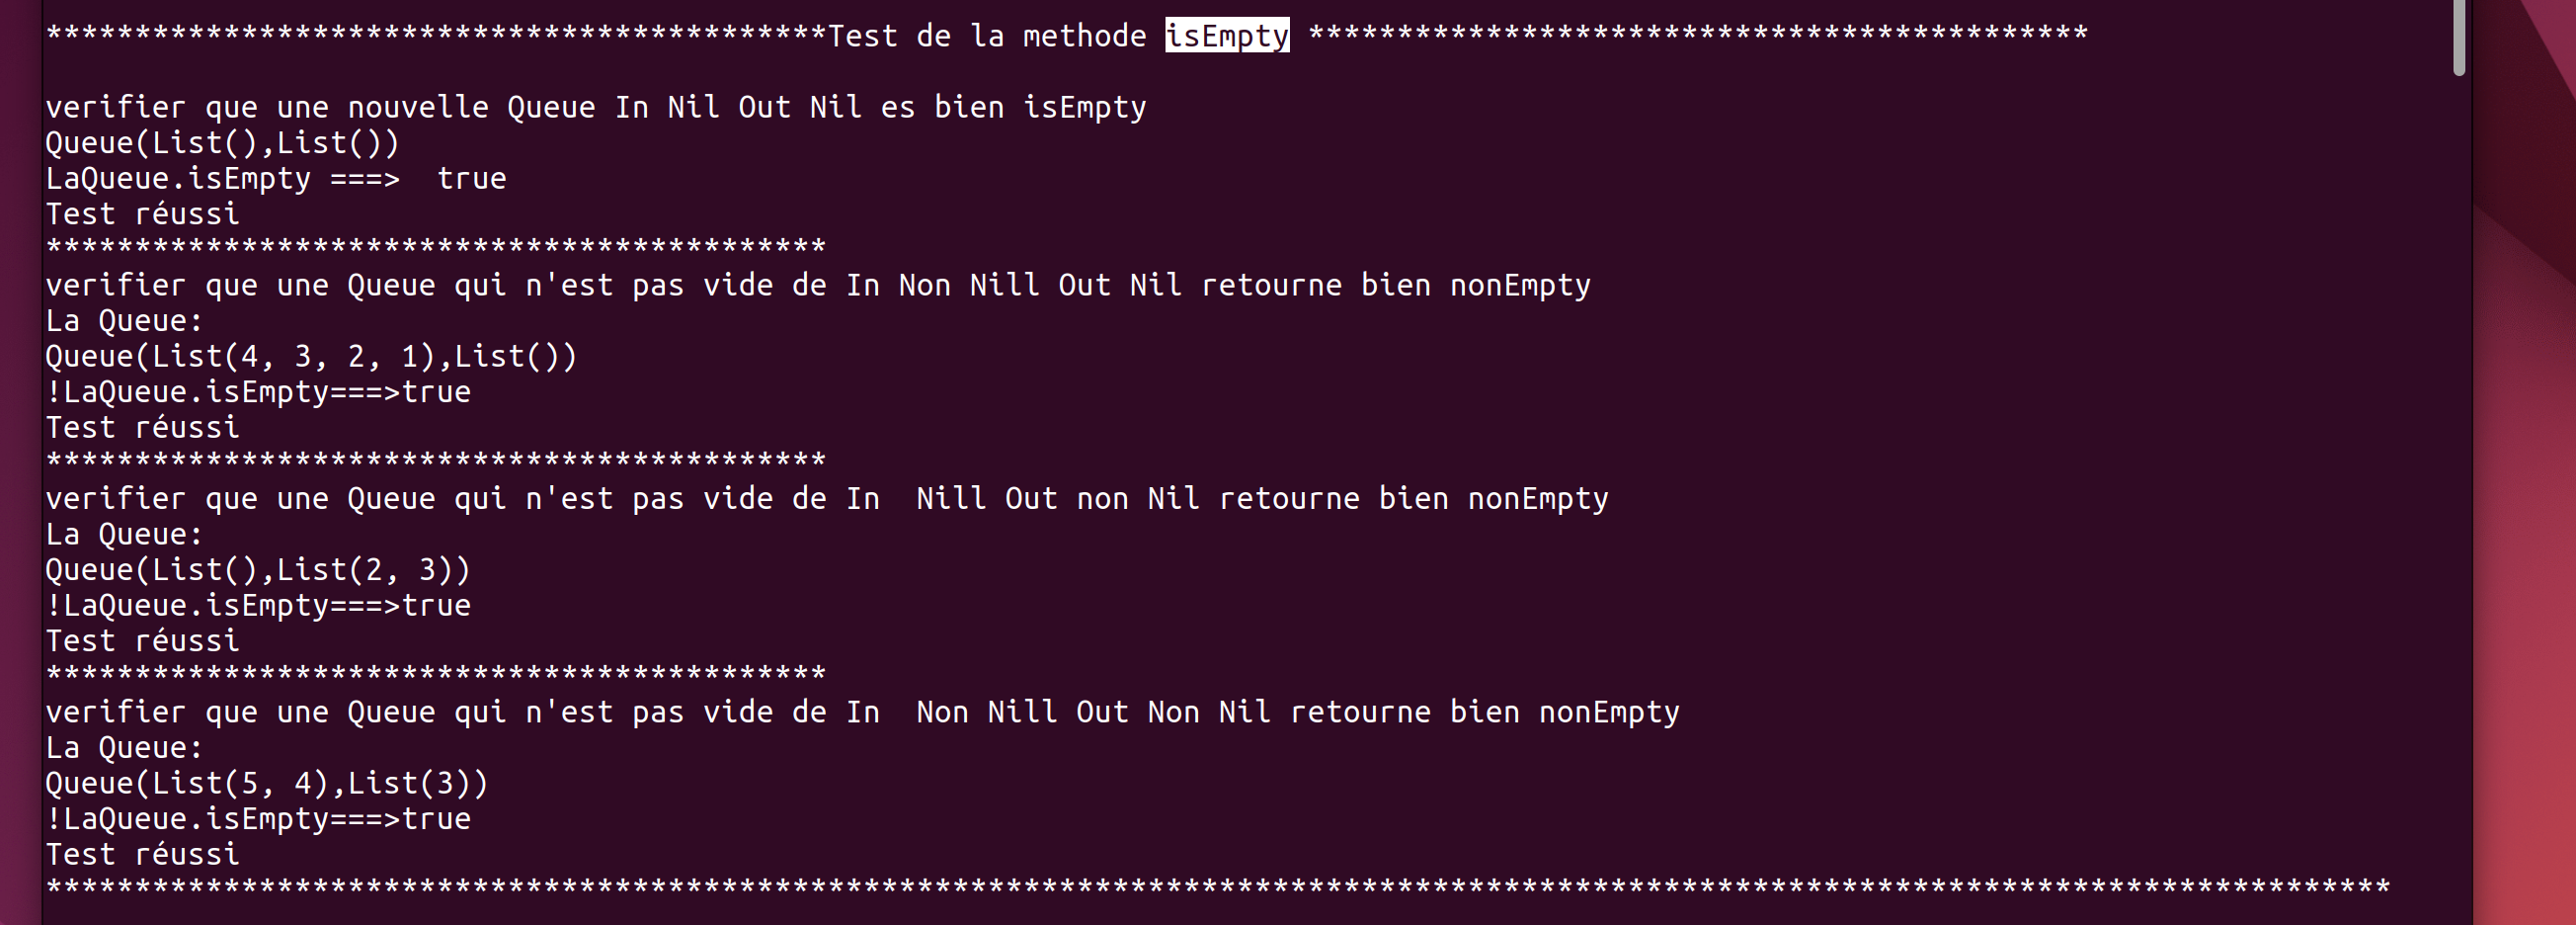 ********************************************Test de la methode isEmpty ********************************************
verifier que une nouvelle Queue In Nil Out Nil es bien isEmpty
Queue(List(),List())
LaQueue.isEmpty ===>  true
Test réussi
********************************************
verifier que une Queue qui n'est pas vide de In Non Nill Out Nil retourne bien nonEmpty
La Queue:
Queue(List(4, 3, 2, 1),List())
!LaQueue.isEmpty===>true
Test réussi
********************************************
verifier que une Queue qui n'est pas vide de In  Nill Out non Nil retourne bien nonEmpty
La Queue:
Queue(List(),List(2, 3))
!LaQueue.isEmpty===>true
Test réussi
********************************************
verifier que une Queue qui n'est pas vide de In  Non Nill Out Non Nil retourne bien nonEmpty
La Queue:
Queue(List(5, 4),List(3))
!LaQueue.isEmpty===>true
Test réussi
************************************************************************************************************************************